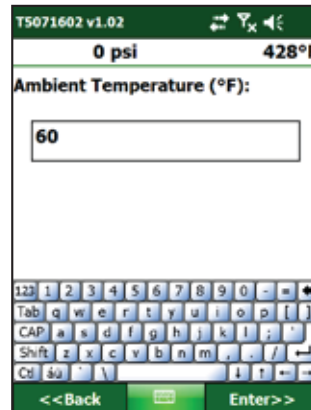 T5071602 v1.02
0 psi 428°
Ambient Temperature (°F):
60
123 1 2 3 4 5 6 7 8 9 0 - =
Tab q w e r t y u i o p [ ]
CAP a s d f g h j k l ; '
Shift z x c v b n m , . /
Ctl áü ` \
<<Back Enter>>